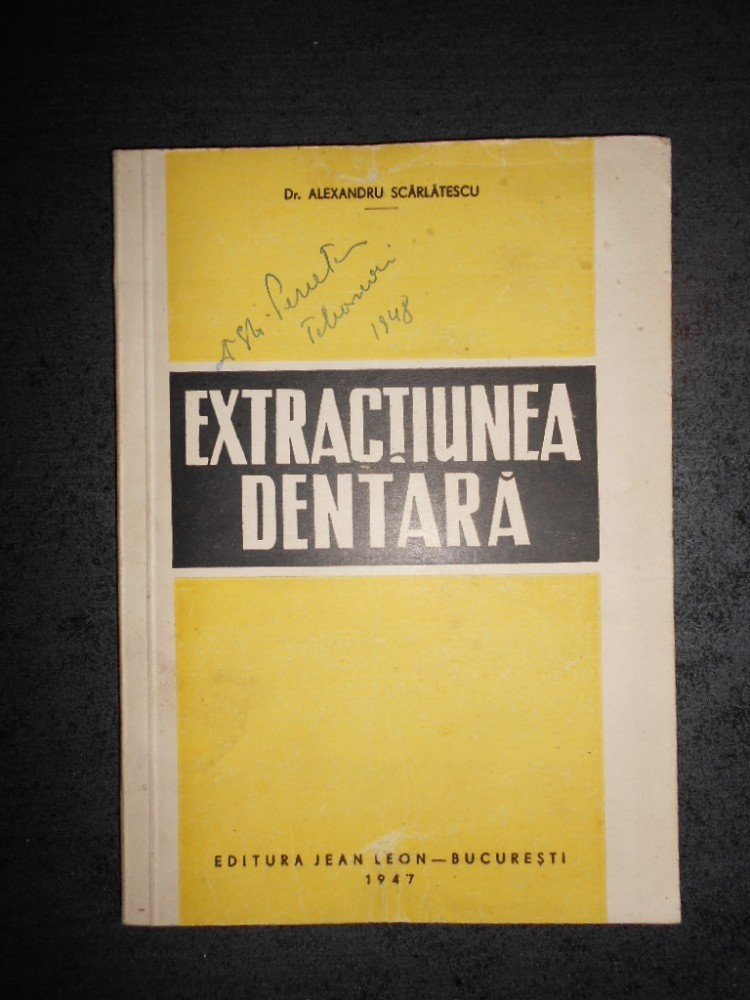 Dr. ALEXANDRU SCĂRLĂTESCU
1948
EXTRACȚIUNEA
DENTARĂ
EDITURA JEAN LEON—BUCUREȘTI
1947